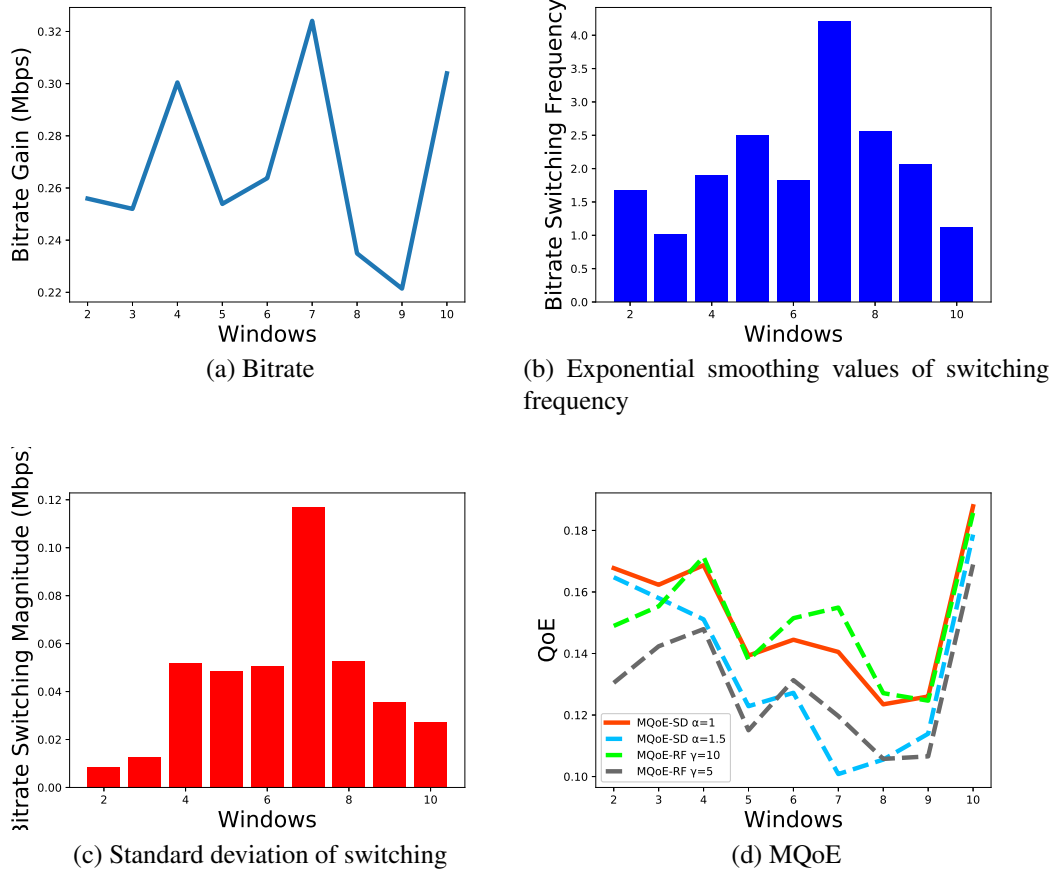 Bitrate Gain (Mbps)
0.32
0.30
0.28
0.26
0.24
0.22
2 3 4 5 6 7 8 9 10
Windows
(a) Bitrate
Bitrate Switching Frequency
4.0
3.5
3.0
2.5
2.0
1.5
1.0
0.5
0.0
2 4 6 8 10
Windows
(b) Exponential smoothing values of switching
frequency
Bitrate Switching Magnitude (Mbps)
0.12
0.10
0.08
0.06
0.04
0.02
0.00
2 4 6 8 10
Windows
(c) Standard deviation of switching
QoE
0.18
0.16
0.14
0.12
0.10
MQoE-SD α=1
MQoE-SD α=1.5
MQoE-RF γ=10
MQoE-RF γ=5
2 3 4 5 6 7 8 9 10
Windows
(d) MQoE